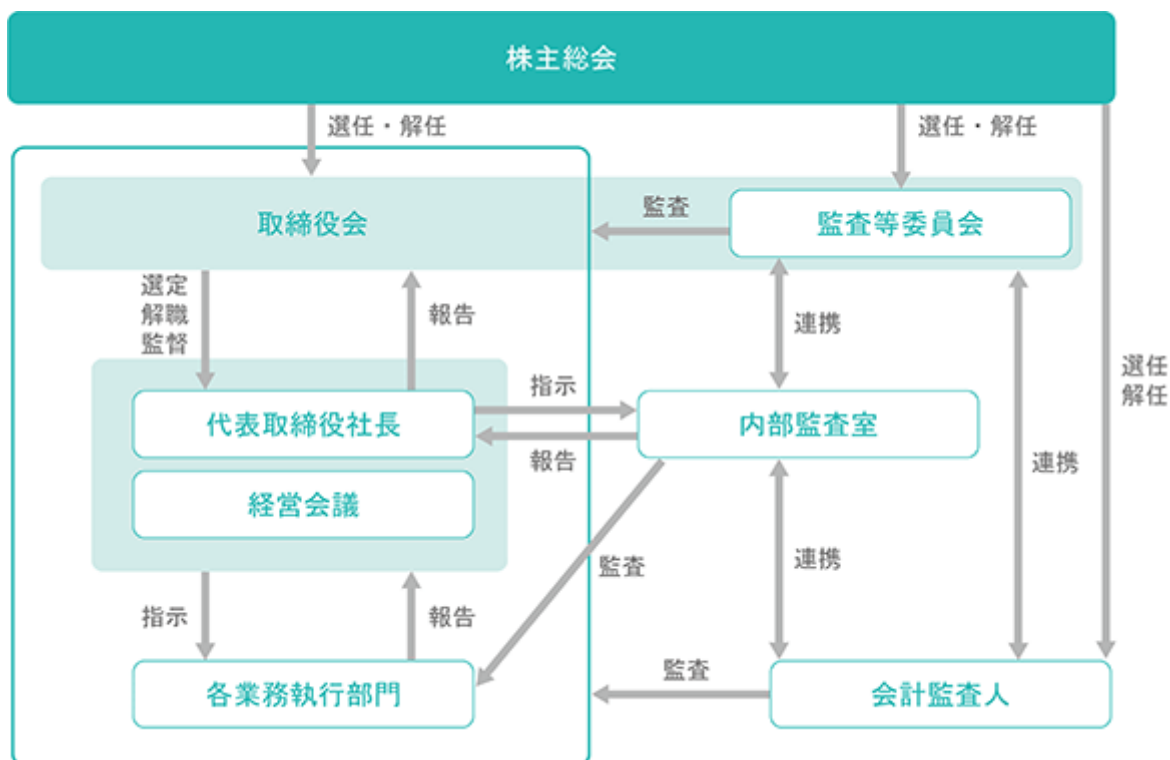 株主総会
選任・解任
選任・解任
取締役会
監査
監査等委員会
選定
解職
監督
報告
連携
選任
解任
代表取締役社長
指示
報告
内部監査室
連携
経営会議
監査
連携
指示
報告
各業務執行部門
監査
会計監査人